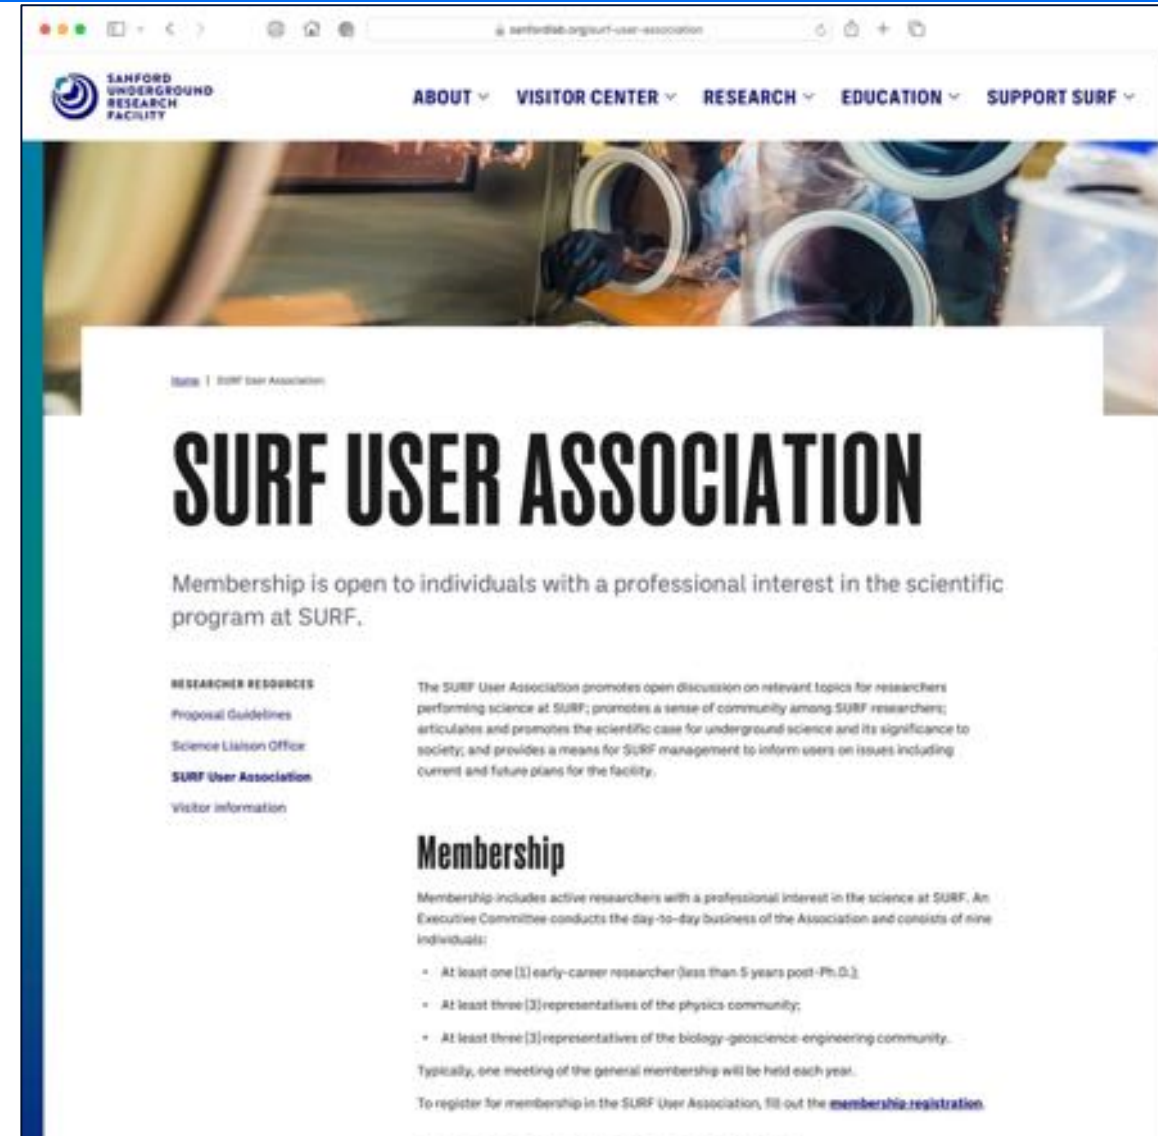 sanfordlab.org/surf-user-association
SANFORD
UNDERGROUND
RESEARCH
FACILITY
ABOUT
VISITOR CENTER
RESEARCH
EDUCATION
SUPPORT SURF
Home | SURF User Association
SURF USER ASSOCIATION
Membership is open to individuals with a professional interest in the scientific
program at SURF.
RESEARCHER RESOURCES
Proposal Guidelines
Science Liaison Office
SURF User Association
Visitor Information
The SURF User Association promotes open discussion on relevant topics for researchers
performing science at SURF; promotes a sense of community among SURF researchers;
articulates and promotes the scientific case for underground science and its significance to
society; and provides a means for SURF management to inform users on issues including
current and future plans for the facility.
Membership
Membership includes active researchers with a professional interest in the science at SURF. An
Executive Committee conducts the day-to-day business of the Association and consists of nine
individuals:
• At least one (1) early-career researcher (less than 5 years post-Ph.D.);
• At least three (3) representatives of the physics community;
• At least three (3) representatives of the biology-geoscience-engineering community.
Typically, one meeting of the general membership will be held each year.
To register for membership in the SURF User Association, fill out the membership registration.